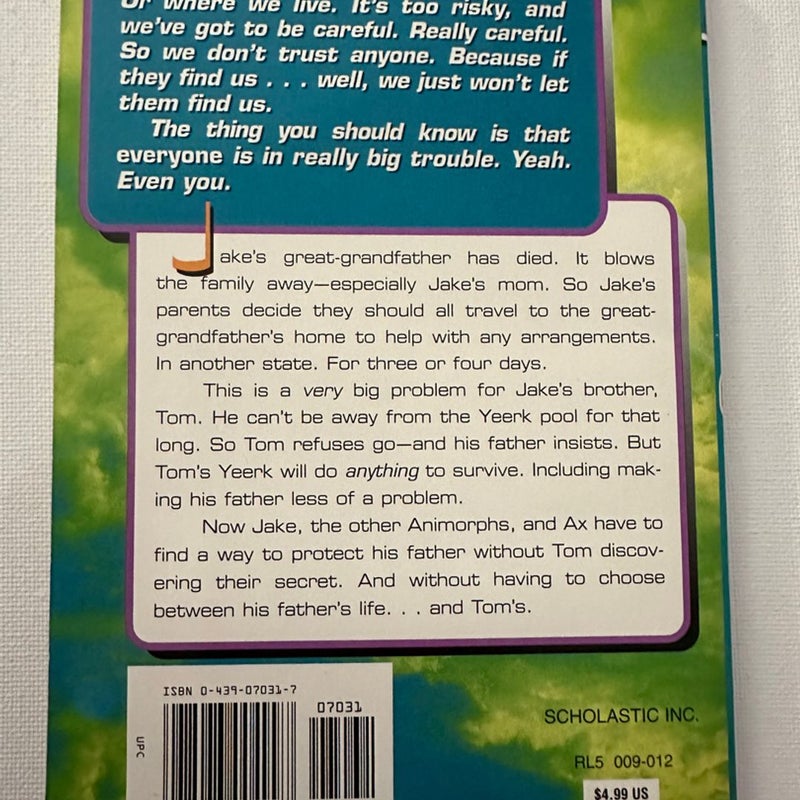 Or where we live. It's too risky, and
we've got to be careful. Really careful.
So we don't trust anyone. Because if
they find us . . . well, we just won't let
them find us.
The thing you should know is that
everyone is in really big trouble. Yeah.
Even you.
Jake's great-grandfather has died. It blows
the family away—especially Jake's mom. So Jake's
parents decide they should all travel to the great-
grandfather's home to help with any arrangements.
In another state. For three or four days.
This is a very big problem for Jake's brother,
Tom. He can't be away from the Yeerk pool for that
long. So Tom refuses go—and his father insists. But
Tom's Yeerk will do anything to survive. Including mak-
ing his father less of a problem.
Now Jake, the other Animorphs, and Ax have to
find a way to protect his father without Tom discov-
ering their secret. And without having to choose
between his father's life. . . and Tom's.
ISBN 0-439-07031-7
07031
UPC
SCHOLASTIC INC.
RL5 009-012
$4.99 US